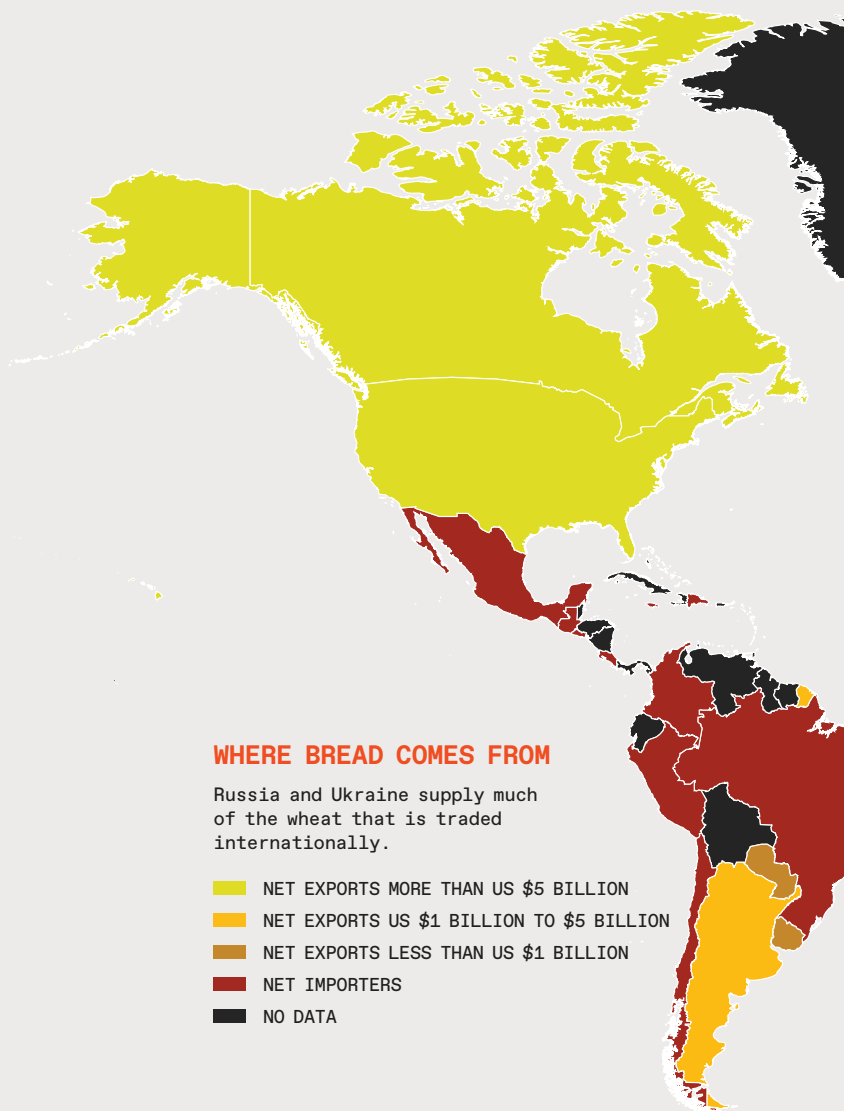 WHERE BREAD COMES FROM
Russia and Ukraine supply much
of the wheat that is traded
internationally.
NET EXPORTS MORE THAN US $5 BILLION
NET EXPORTS US $1 BILLION TO $5 BILLION
NET EXPORTS LESS THAN US $1 BILLION
NET IMPORTERS
NO DATA